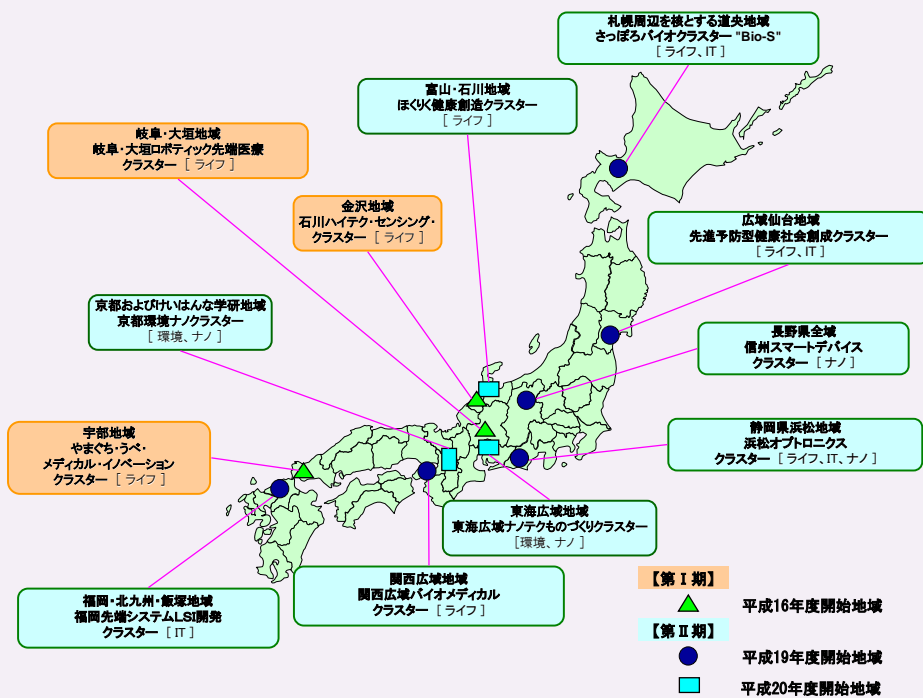 札幌周辺を核とする道央地域
さっぽろバイオクラスター "Bio-S"
[ ライフ、IT ]
富山・石川地域
ほくりく健康創造クラスター
[ ライフ ]
岐阜・大垣地域
岐阜・大垣ロボティック先端医療
クラスター [ ライフ ]
金沢地域
石川ハイテク・センシング・
クラスター [ ライフ ]
広域仙台地域
先進予防型健康社会創成クラスター
[ ライフ、IT ]
京都およびけいはんな学研地域
京都環境ナノクラスター
[ 環境、ナノ ]
長野県全域
信州スマートデバイス
クラスター [ ナノ ]
宇部地域
やまぐち・うべ・
メディカル・イノベーション
クラスター [ ライフ ]
静岡県浜松地域
浜松オプトロニクス
クラスター [ ライフ、IT、ナノ ]
東海広域地域
東海広域ナノテクものづくりクラスター
[環境、ナノ ]
関西広域地域
関西広域バイオメディカル
クラスター [ ライフ ]
福岡・北九州・飯塚地域
福岡先端システムLSI開発
クラスター [ IT ]
【第Ⅰ期】
平成16年度開始地域
【第Ⅱ期】
平成19年度開始地域
平成20年度開始地域